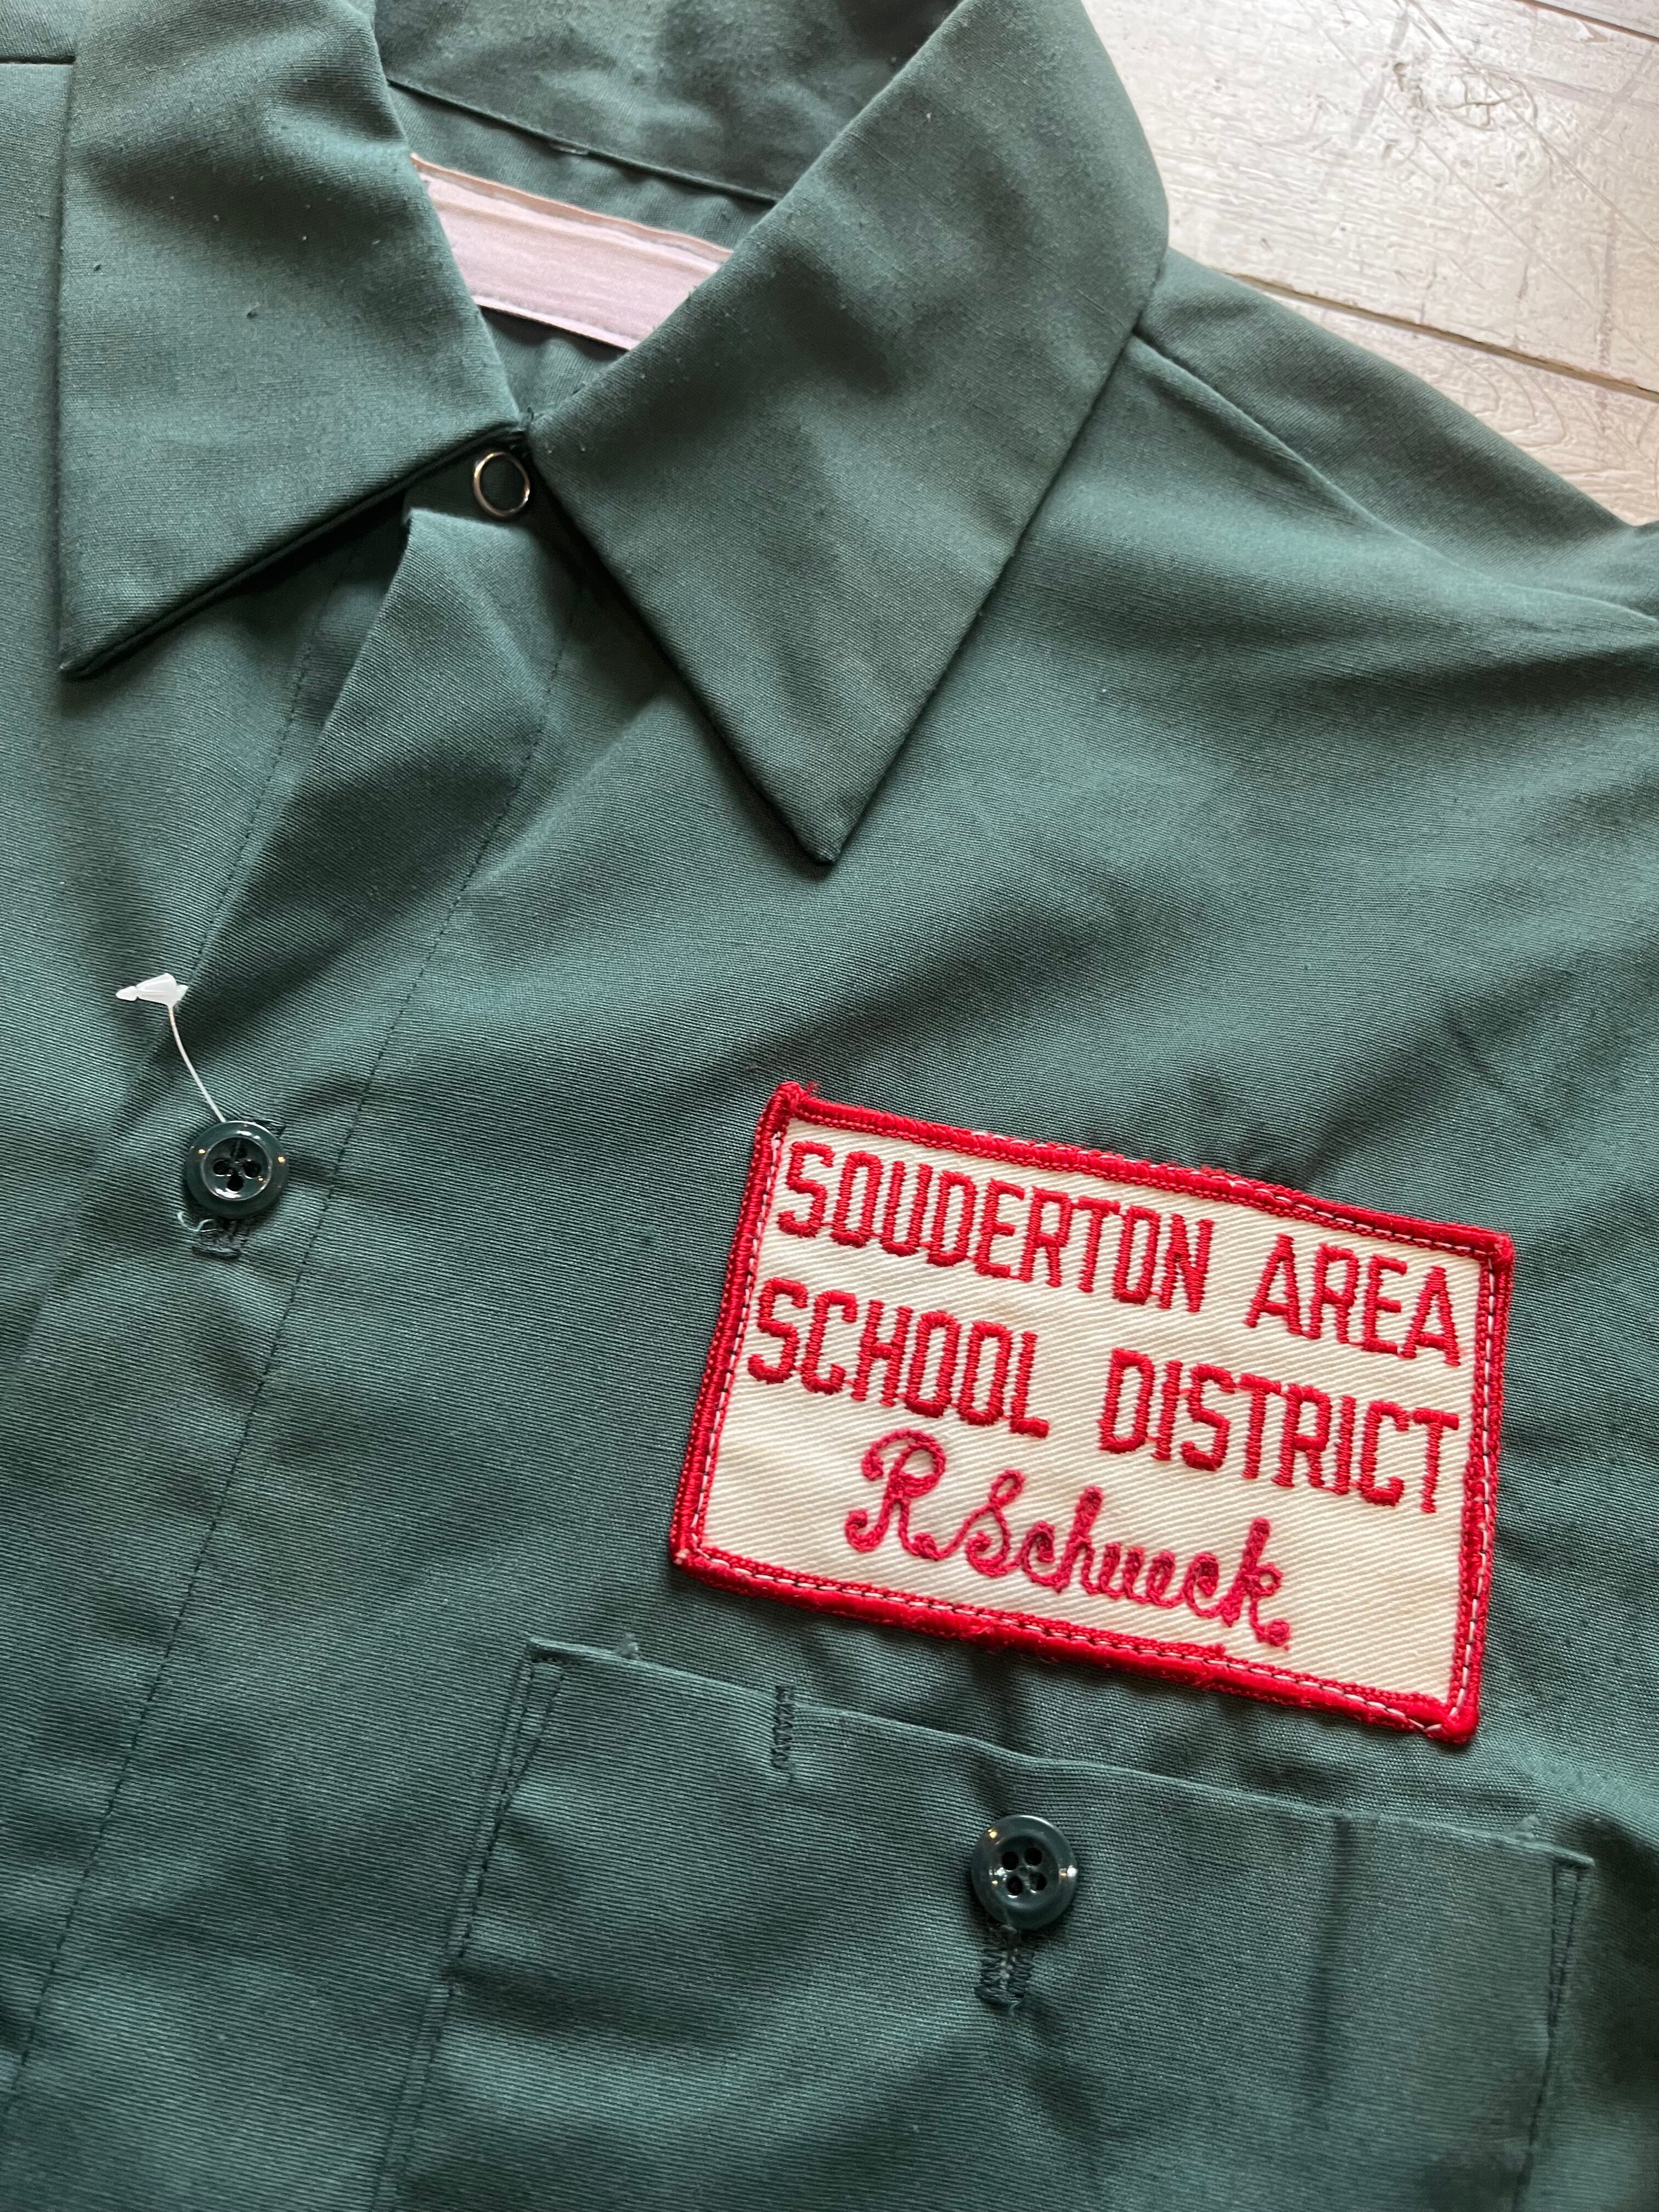 SOUDERTON AREA
SCHOOL DISTRICT
R Schueck